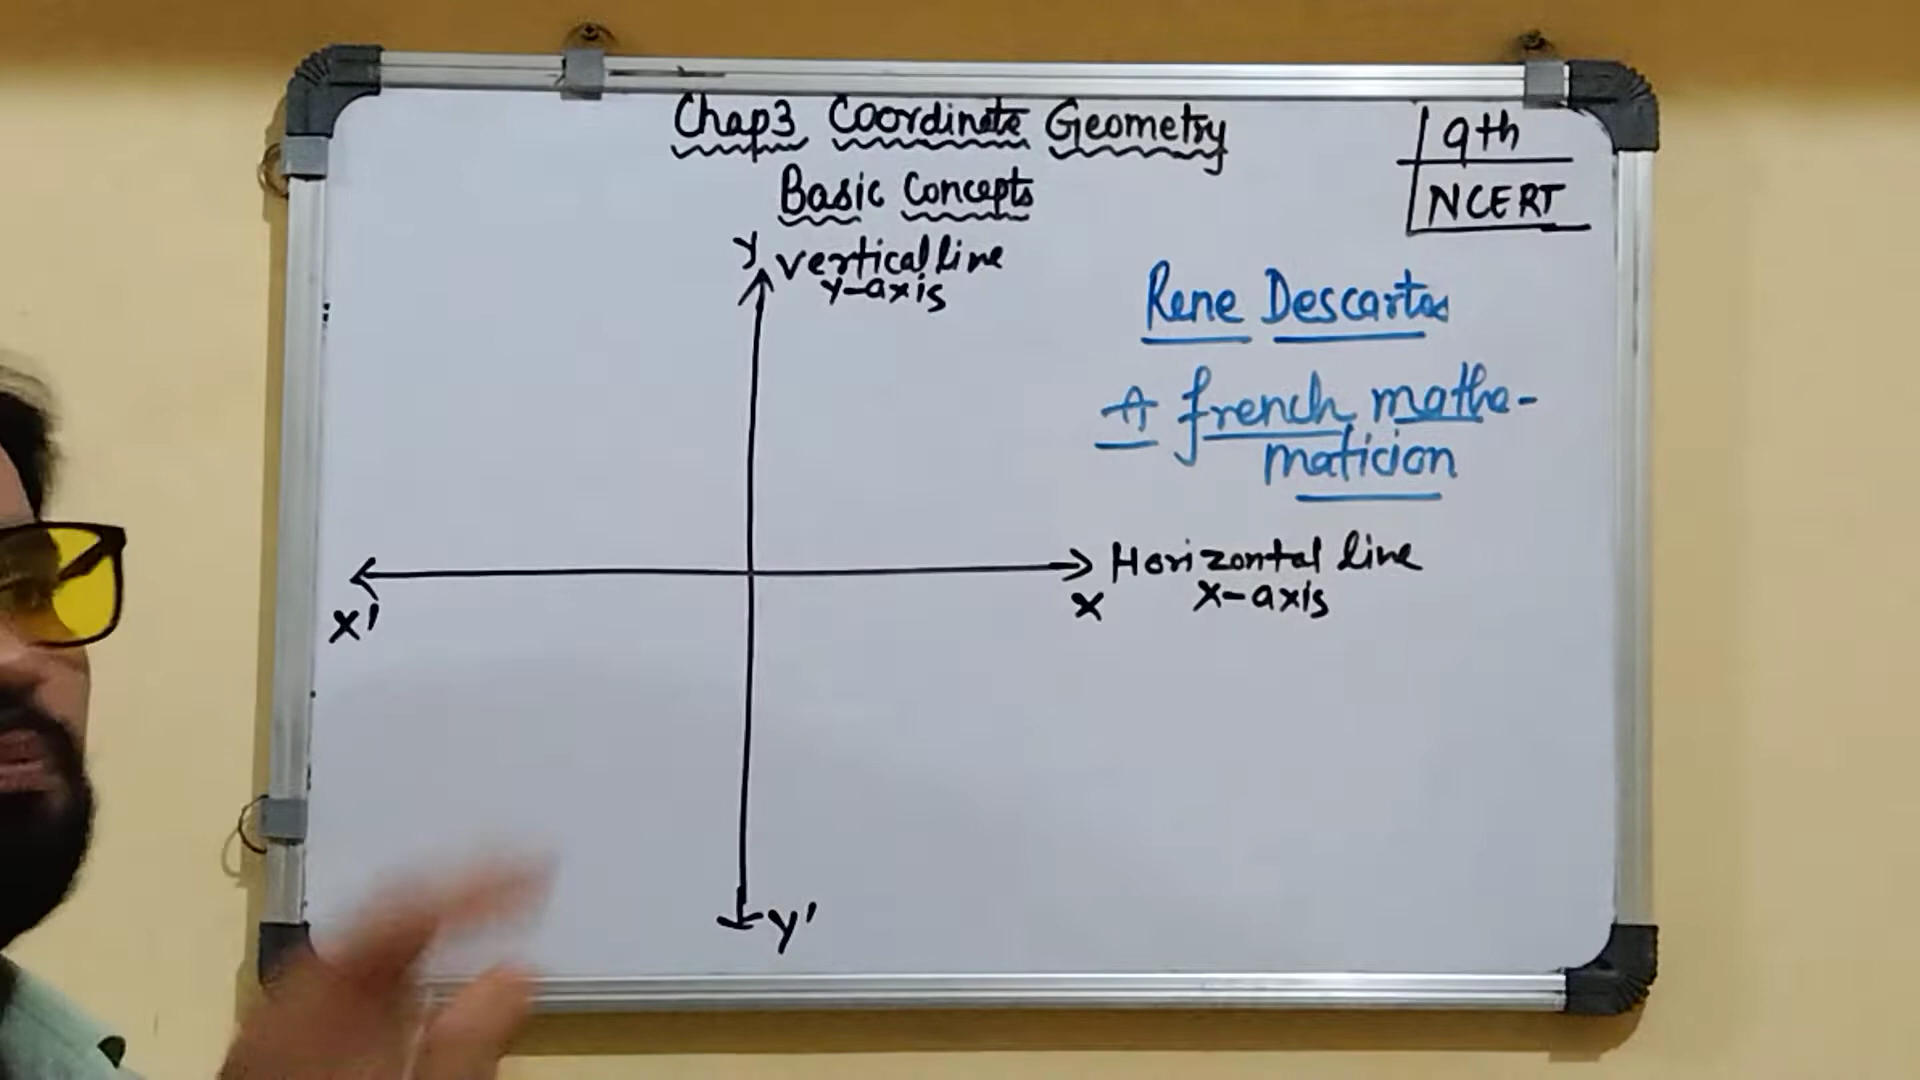 Chap3 Coordinate Geometry
9th
NCERT
Basic Concepts
Y
Vertical line
Y-axis
Rene Descartes
A french mathe-
matician
Horizontal line
X-axis
X'
X
Y'